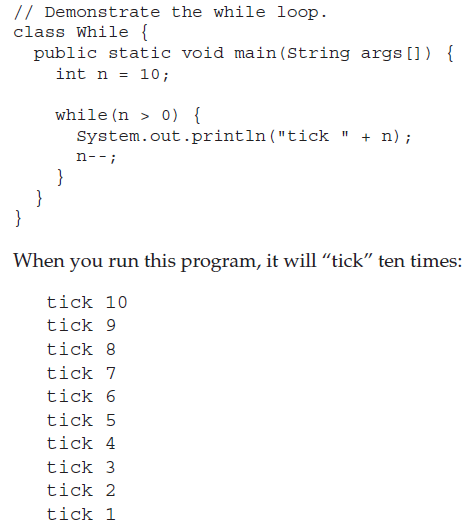 // Demonstrate the while loop.
class While {
  public static void main(String args[]) {
    int n = 10;

    while(n > 0) {
      System.out.println("tick " + n);
      n--;
    }
  }
}
When you run this program, it will “tick” ten times:
tick 10
tick 9
tick 8
tick 7
tick 6
tick 5
tick 4
tick 3
tick 2
tick 1